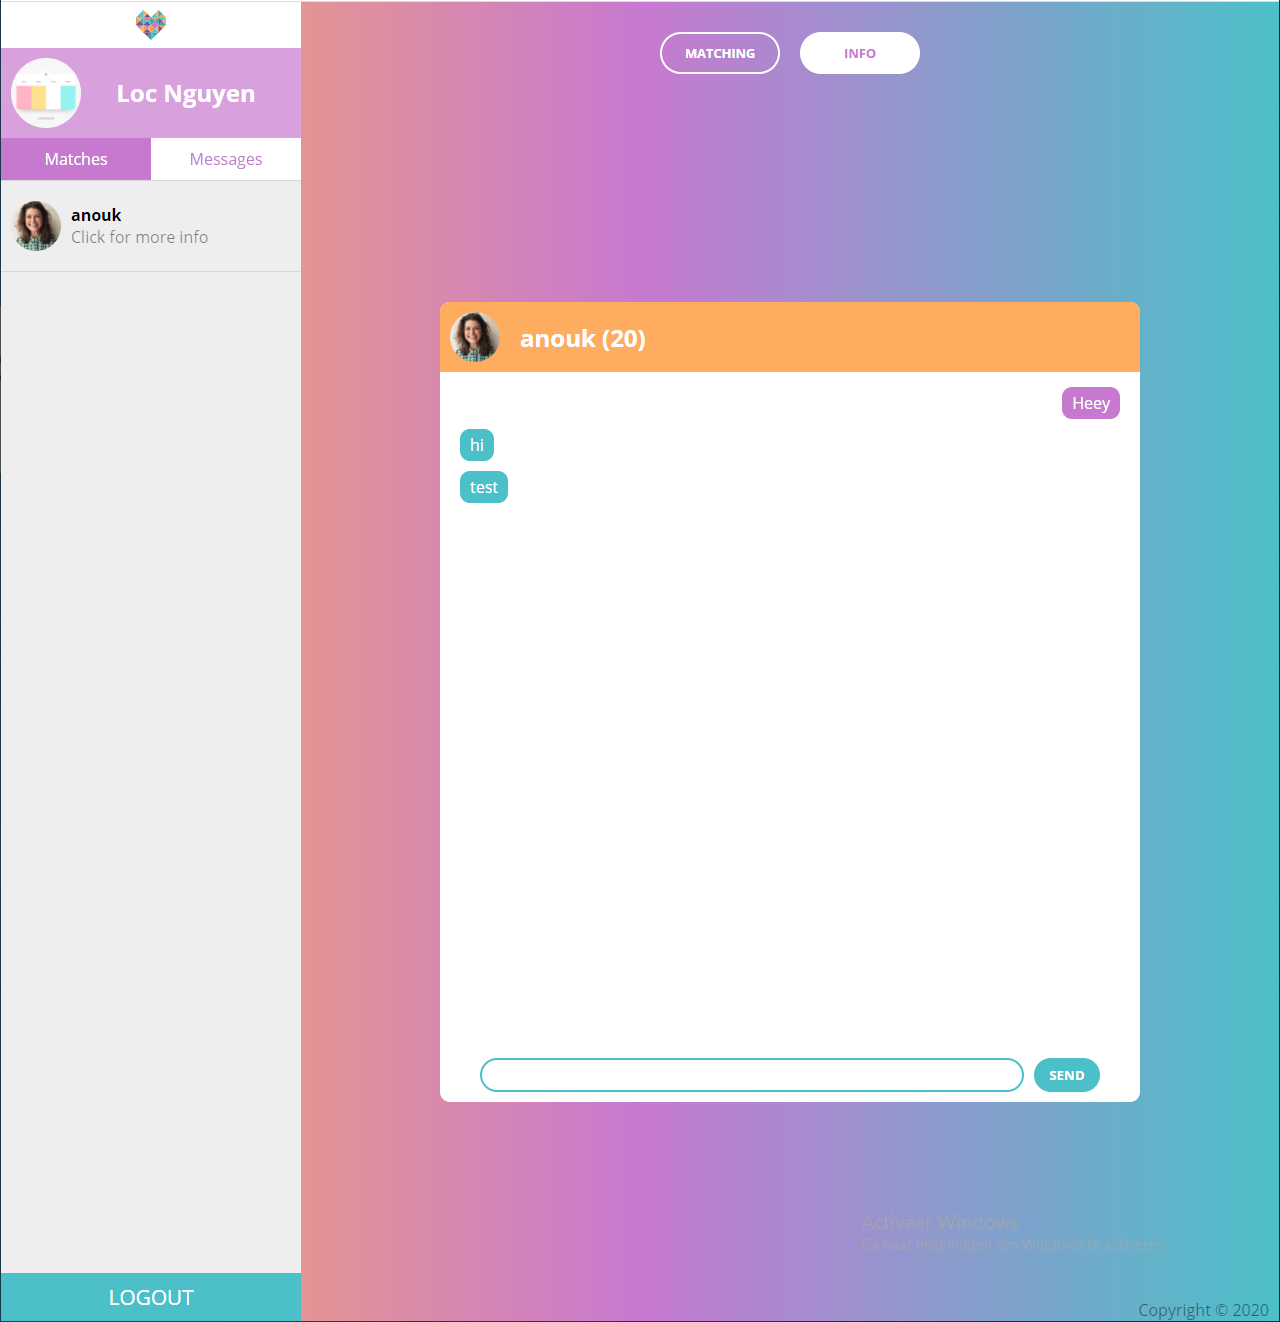 Loc Nguyen
Matches
Messages
anouk
Click for more info
LOGOUT
MATCHING
INFO
anouk (20)
Heey
hi
test
SEND
Activeer Windows
Ga naar Instellingen om Windows te activeren.
Copyright © 2020